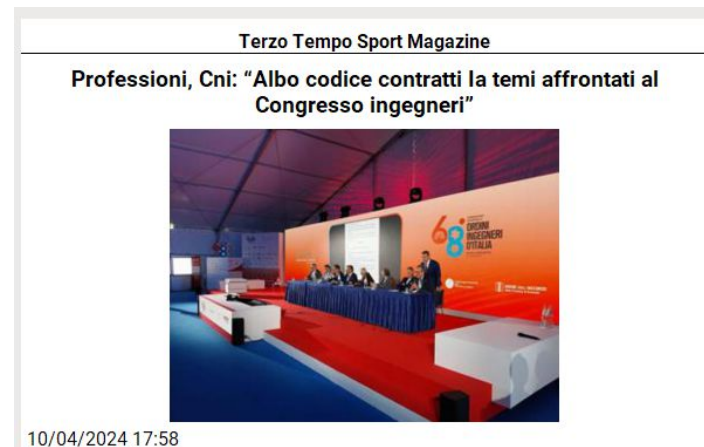 Terzo Tempo Sport Magazine
Professioni, Cni: “Albo codice contratti Ia temi affrontati al
Congresso ingegneri”
68°
ORDINI
INGEGNERI
D'ITALIA
10/04/2024 17:58